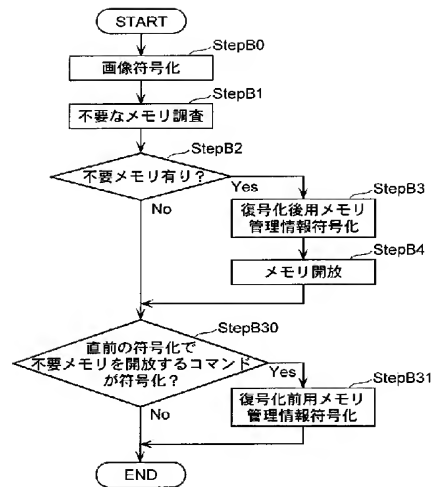 START
StepB0
画像符号化
StepB1
不要なメモリ調査
StepB2
不要メモリ有り？
Yes
StepB3
No
復号化後用メモリ
管理情報符号化
StepB4
メモリ開放
StepB30
直前の符号化で
不要メモリを開放するコマンド
が符号化？
Yes
StepB31
No
復号化前用メモリ
管理情報符号化
END